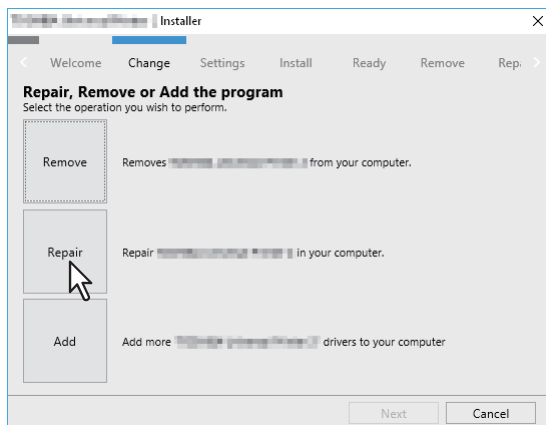 Installer
Welcome Change Settings Install Ready Remove
Repair, Remove or Add the program
Select the operation you wish to perform.
Remove
Removes from your computer.
Repair
Repair in your computer.
Add
Add more drivers to your computer
Next Cancel